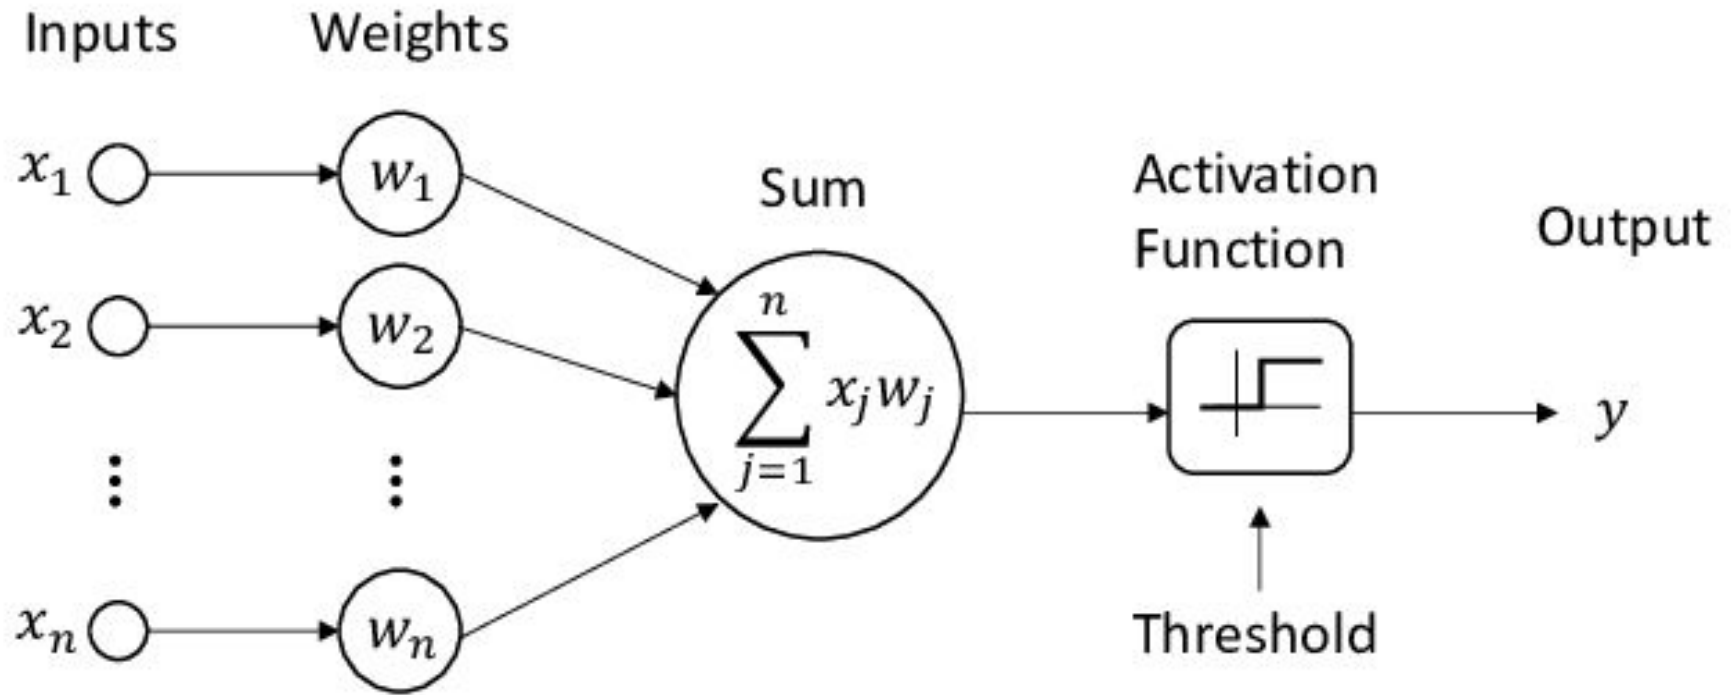 Inputs Weights
x₁ w₁
Sum
Activation
Function
Output
x₂ w₂
n
∑ xⱼwⱼ
j=1
y
⋮ ⋮
xₙ wₙ
Threshold